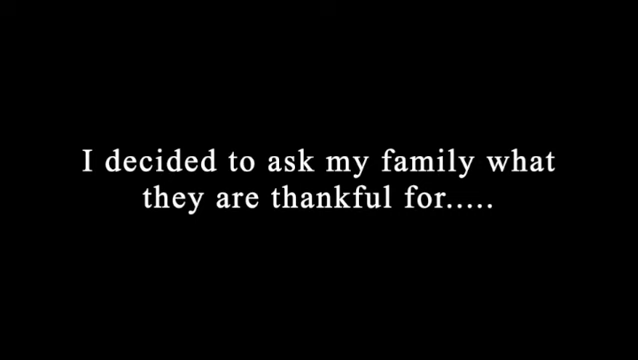 I decided to ask my family what
they are thankful for.....